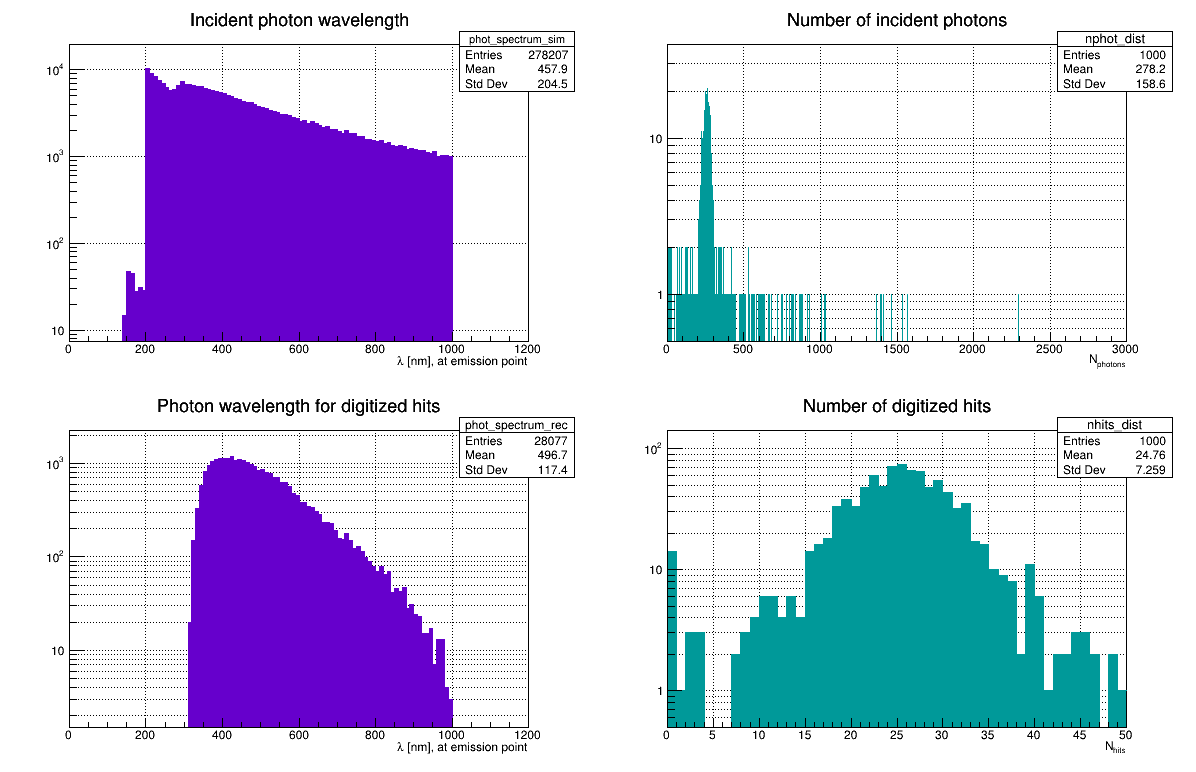 Incident photon wavelength
phot_spectrum_sim
Entries 278207
Mean 457.9
Std Dev 204.5
10⁴
10³
10²
10
0 200 400 600 800 1000 1200
λ [nm], at emission point
Number of incident photons
nphot_dist
Entries 1000
Mean 278.2
Std Dev 158.6
10
1
0 500 1000 1500 2000 2500 3000
Nphotons
Photon wavelength for digitized hits
phot_spectrum_rec
Entries 28077
Mean 496.7
Std Dev 117.4
10³
10²
10
0 200 400 600 800 1000 1200
λ [nm], at emission point
Number of digitized hits
nhits_dist
Entries 1000
Mean 24.76
Std Dev 7.259
10²
10
1
0 5 10 15 20 25 30 35 40 45 50
Nhits